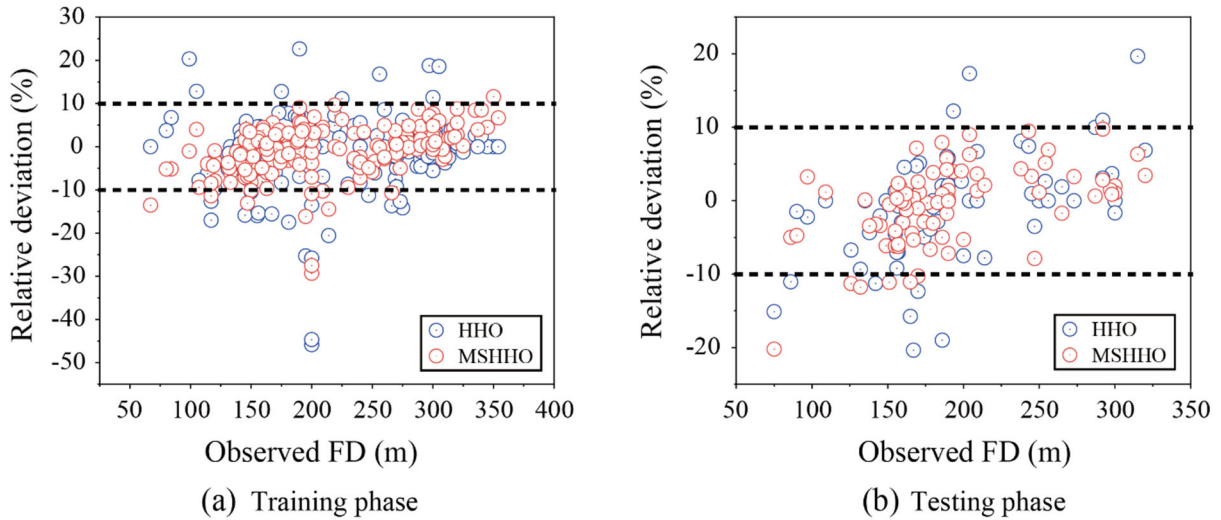 30
20
10
0
-10
-20
-30
-40
-50
Relative deviation (%)
HHO
MSHHO
50 100 150 200 250 300 350 400
Observed FD (m)
(a) Training phase
20
10
0
-10
-20
Relative deviation (%)
HHO
MSHHO
50 100 150 200 250 300 350
Observed FD (m)
(b) Testing phase